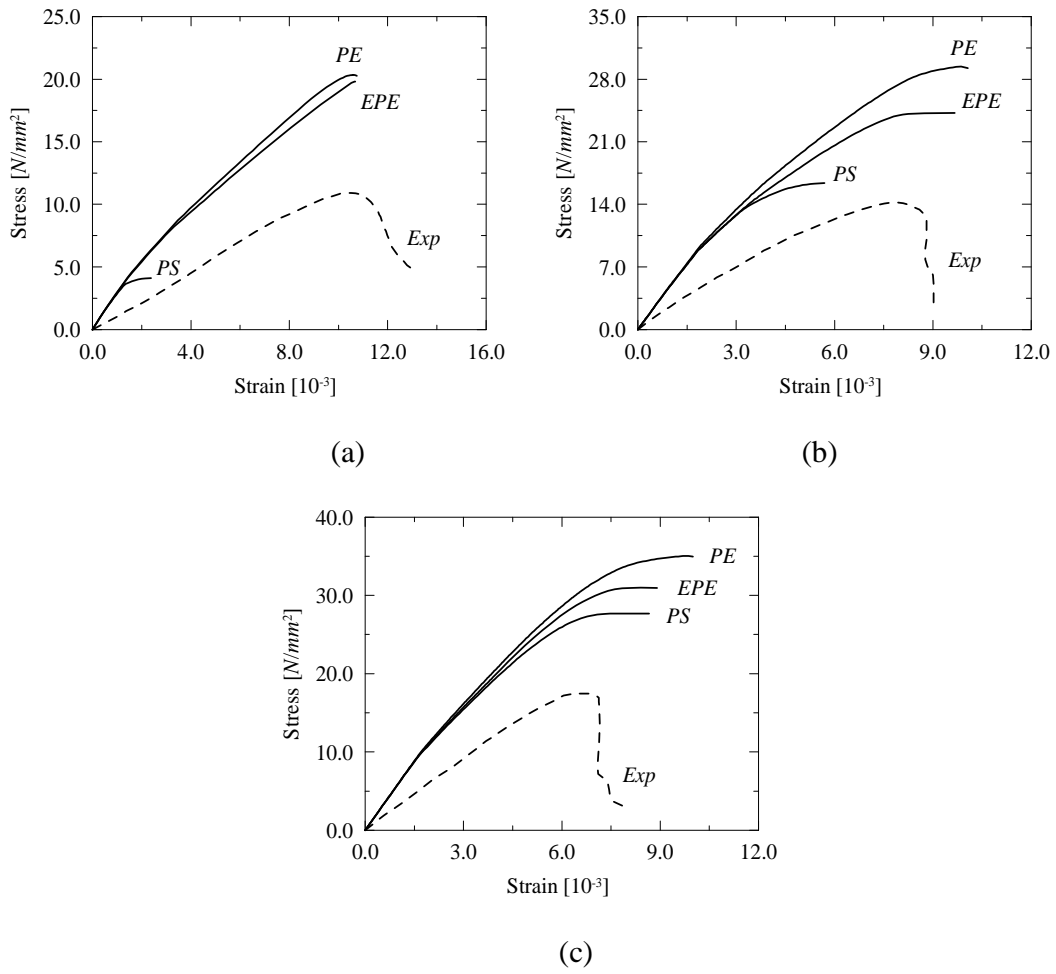 25.0
20.0
15.0
10.0
5.0
0.0
Stress [N/mm²]
PE
EPE
PS
Exp
0.0 4.0 8.0 12.0 16.0
Strain [10⁻³]
(a)
35.0
28.0
21.0
14.0
7.0
0.0
Stress [N/mm²]
PE
EPE
PS
Exp
0.0 3.0 6.0 9.0 12.0
Strain [10⁻³]
(b)
40.0
30.0
20.0
10.0
0.0
Stress [N/mm²]
PE
EPE
PS
Exp
0.0 3.0 6.0 9.0 12.0
Strain [10⁻³]
(c)